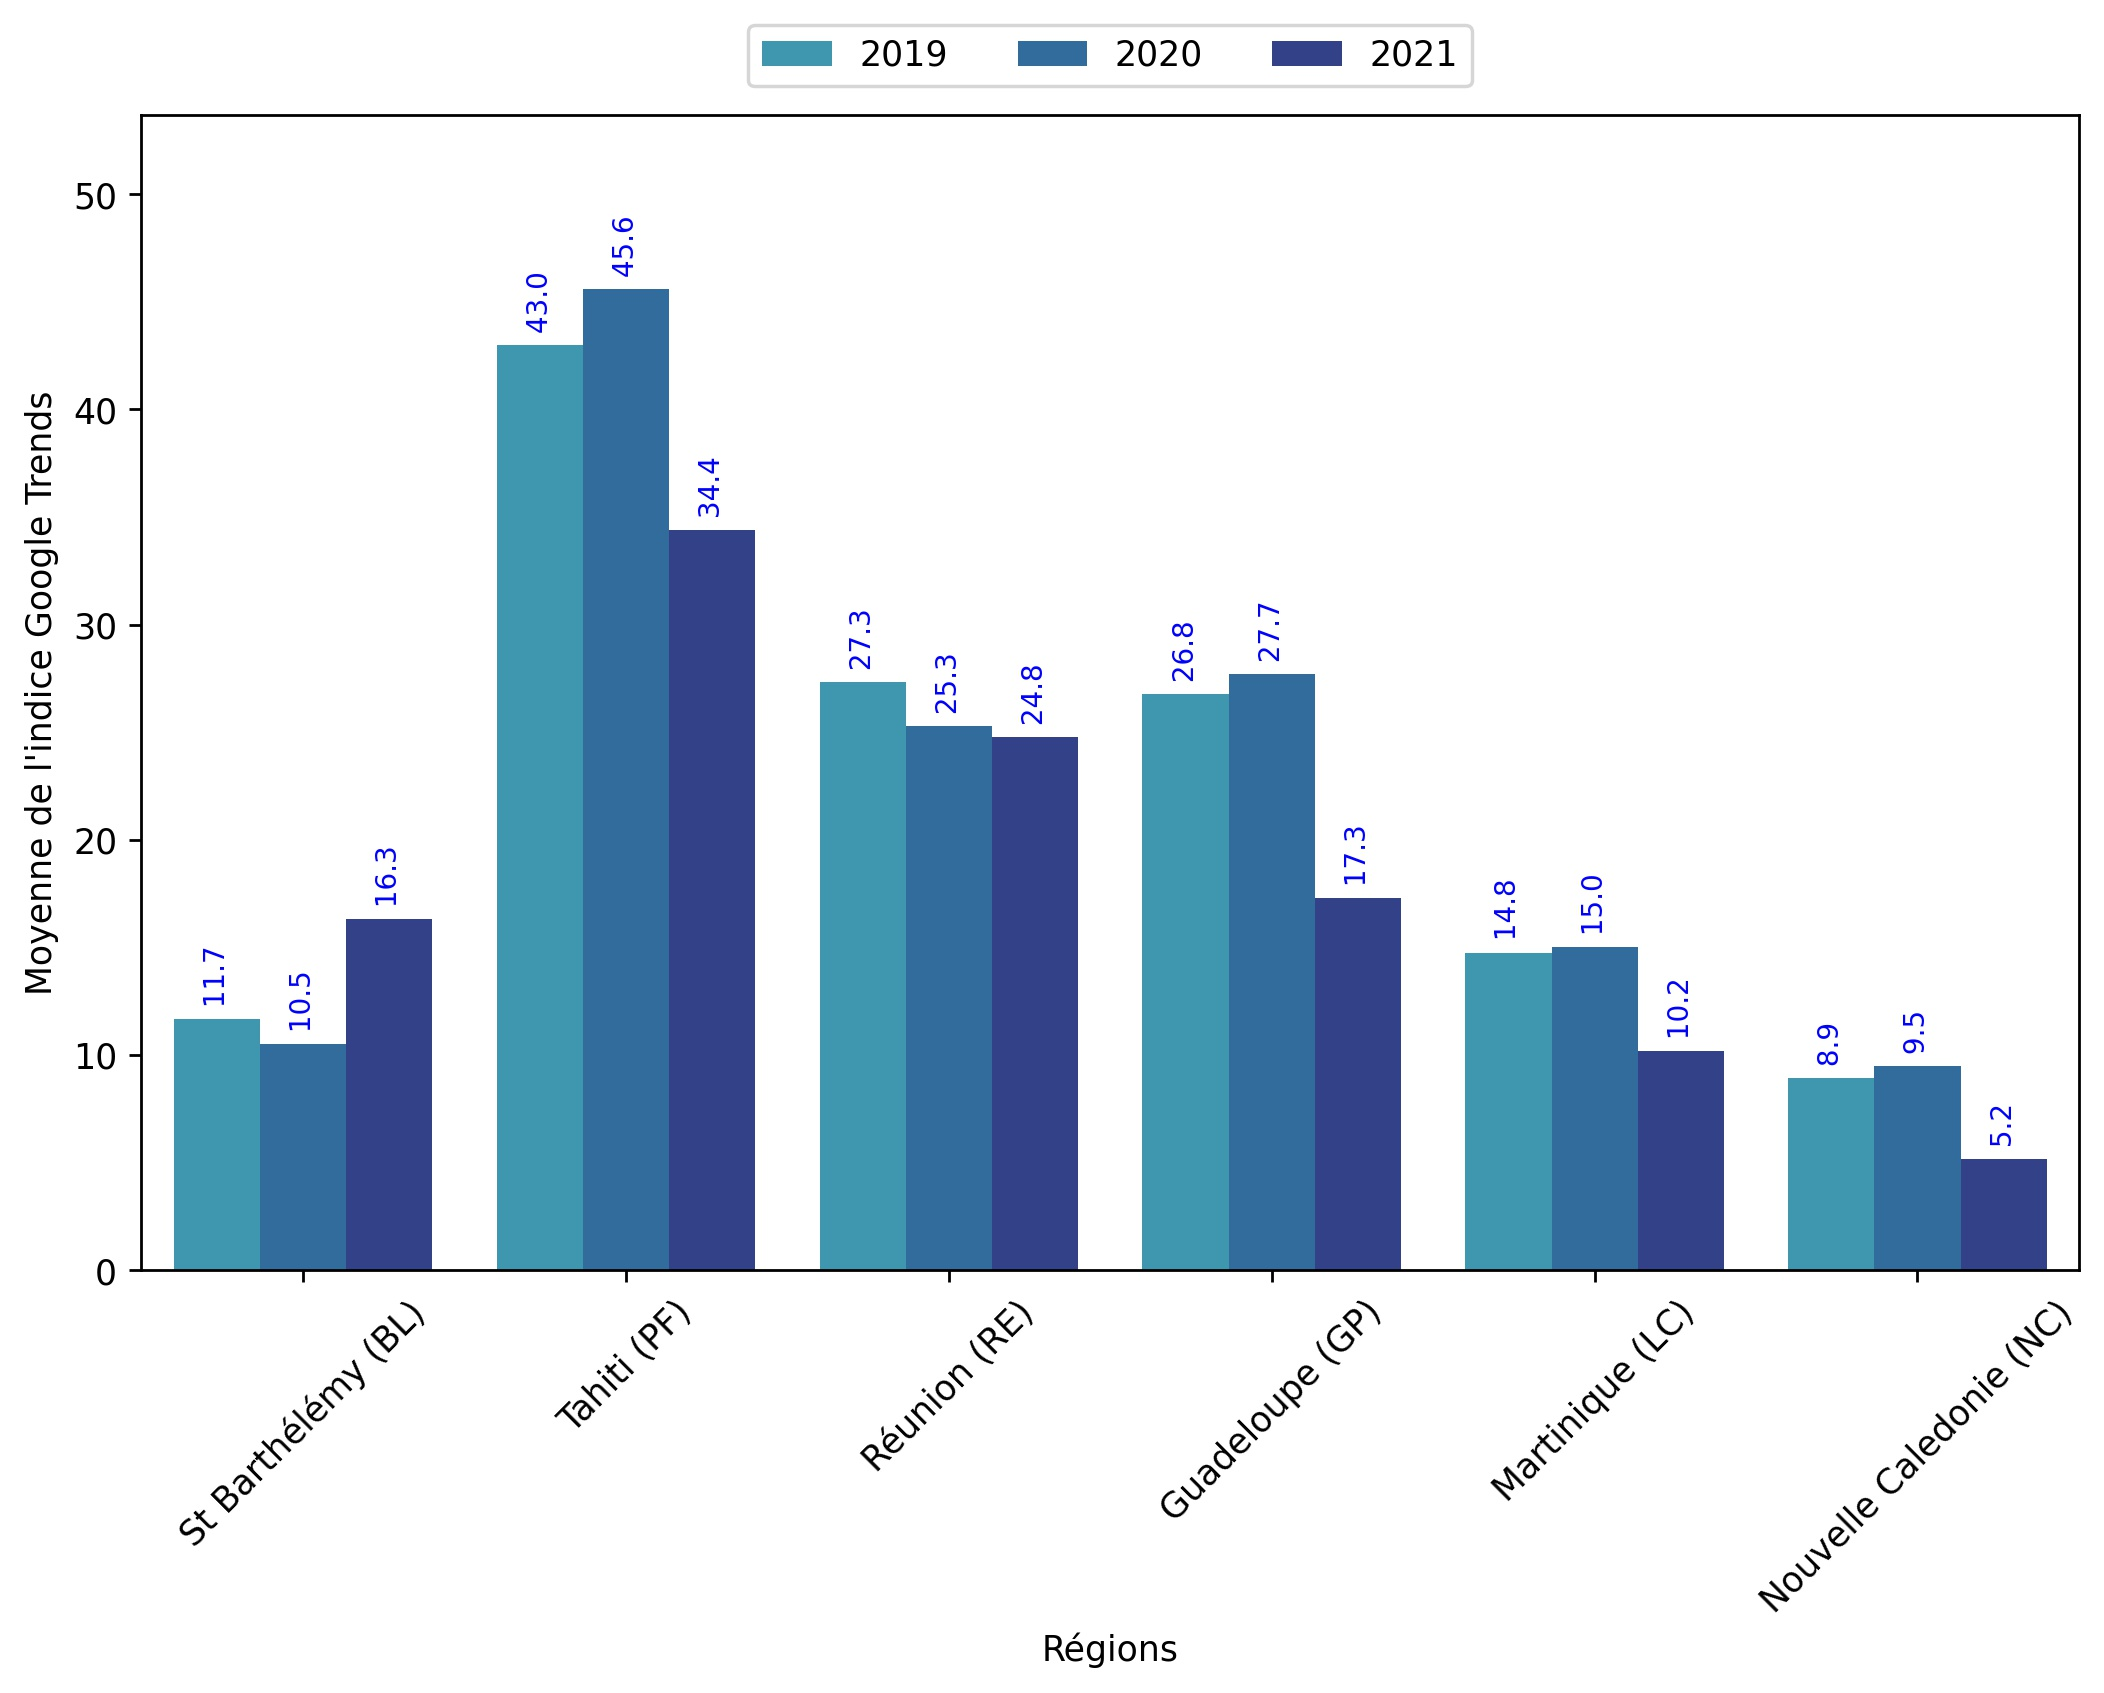 2019 2020 2021
Moyenne de l'indice Google Trends
50
40
30
20
10
0
11.7 10.5 16.3
43.0 45.6 34.4
27.3 25.3 24.8
26.8 27.7 17.3
14.8 15.0 10.2
8.9 9.5 5.2
St Barthélémy (BL)
Tahiti (PF)
Réunion (RE)
Guadeloupe (GP)
Martinique (LC)
Nouvelle Caledonie (NC)
Régions